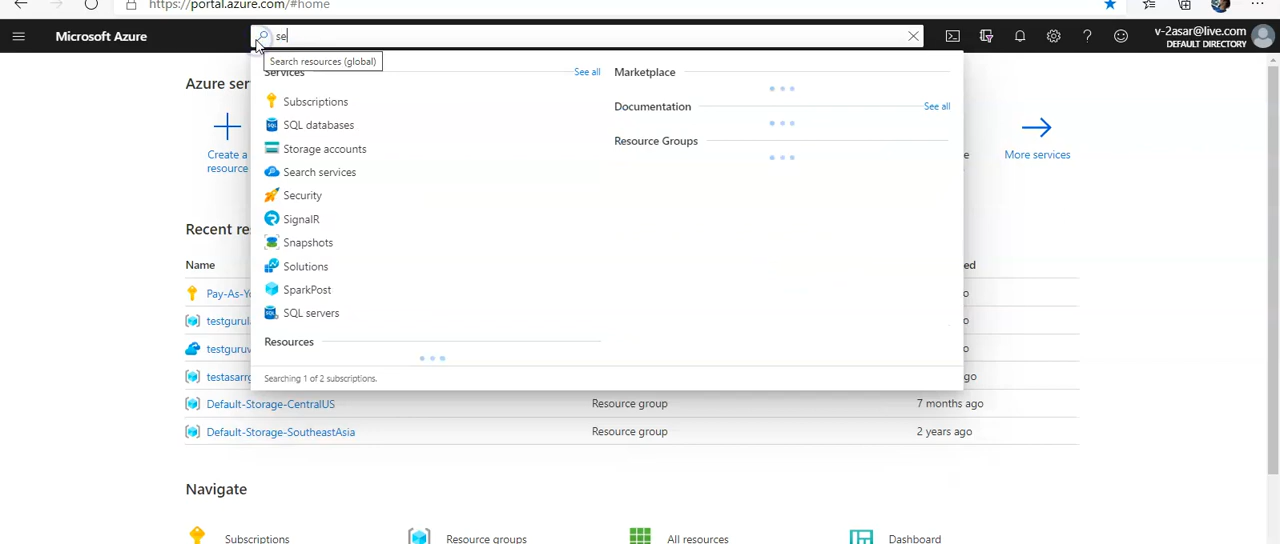 https://portal.azure.com/#home
Microsoft Azure
se
v-2asar@live.com
DEFAULT DIRECTORY
Search resources (global)
Services
See all
Subscriptions
SQL databases
Storage accounts
Search services
Security
SignalR
Snapshots
Solutions
SparkPost
SQL servers
Resources
Searching 1 of 2 subscriptions.
Marketplace
Documentation
See all
Resource Groups
Azure ser
Create a
resource
More services
Recent re
Name
ed
Pay-As-Yo
testgurul
testguruv
testasarr
Default-Storage-CentralUS
Resource group
7 months ago
Default-Storage-SoutheastAsia
Resource group
2 years ago
Navigate
Subscriptions
Resource groups
All resources
Dashboard